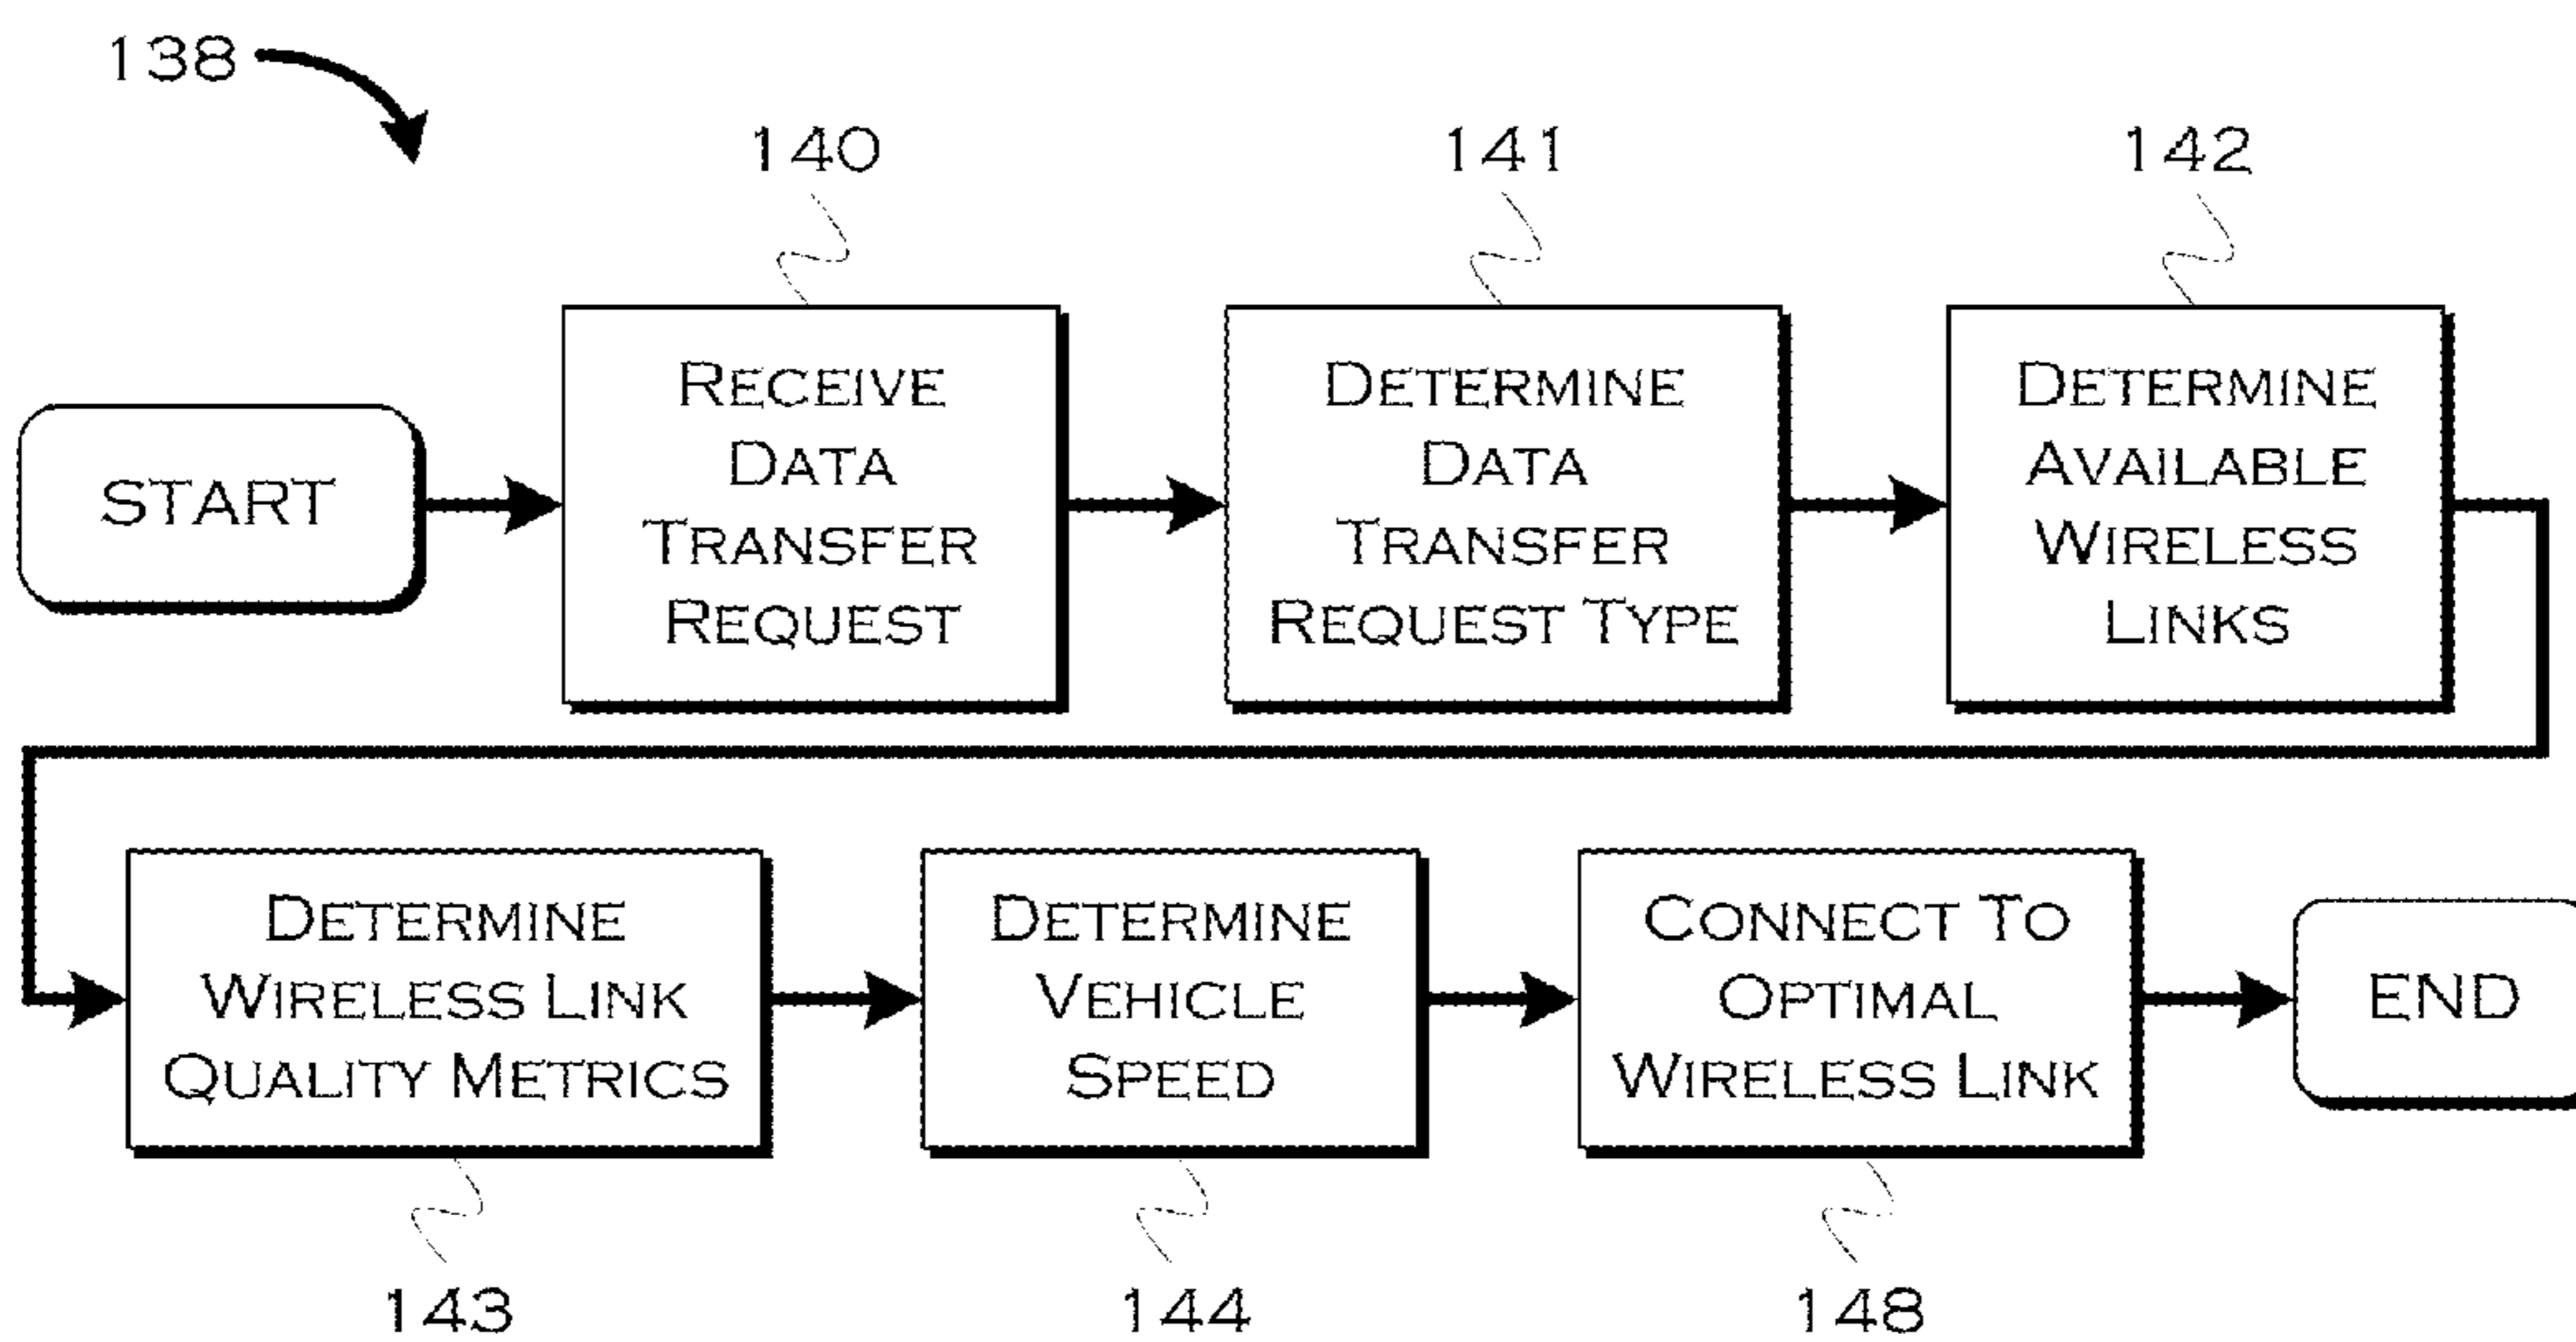 138
140
141
142
START
RECEIVE
DATA
TRANSFER
REQUEST
DETERMINE
DATA
TRANSFER
REQUEST TYPE
DETERMINE
AVAILABLE
WIRELESS
LINKS
DETERMINE
WIRELESS LINK
QUALITY METRICS
DETERMINE
VEHICLE
SPEED
CONNECT TO
OPTIMAL
WIRELESS LINK
END
143
144
148